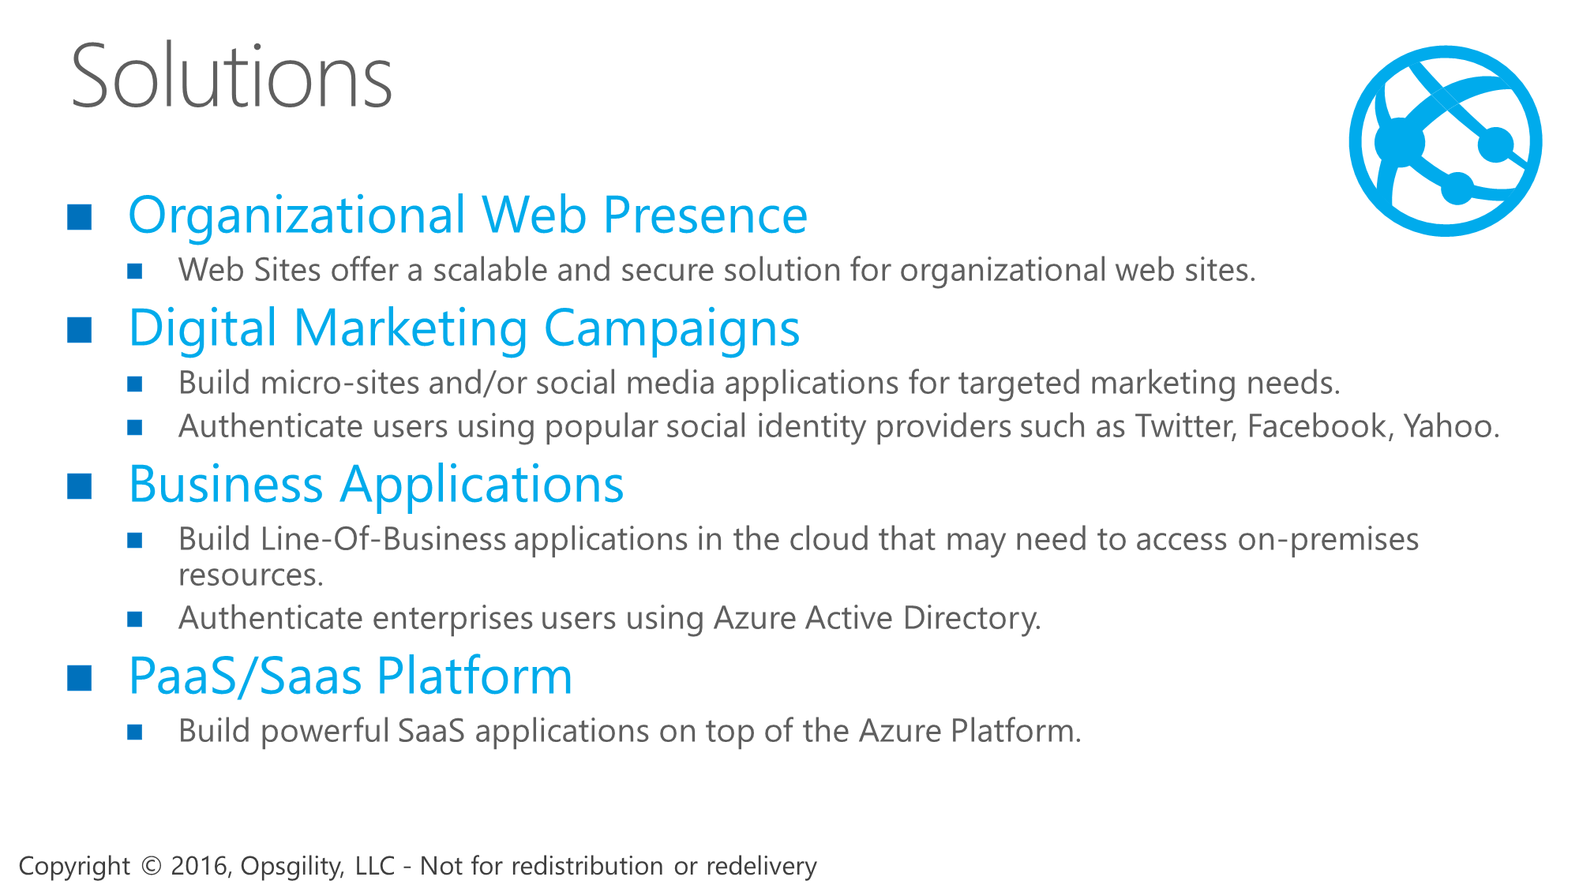 Solutions
Organizational Web Presence
Web Sites offer a scalable and secure solution for organizational web sites.
Digital Marketing Campaigns
Build micro-sites and/or social media applications for targeted marketing needs.
Authenticate users using popular social identity providers such as Twitter, Facebook, Yahoo.
Business Applications
Build Line-Of-Business applications in the cloud that may need to access on-premises
resources.
Authenticate enterprises users using Azure Active Directory.
PaaS/Saas Platform
Build powerful SaaS applications on top of the Azure Platform.
Copyright © 2016, Opsgility, LLC - Not for redistribution or redelivery